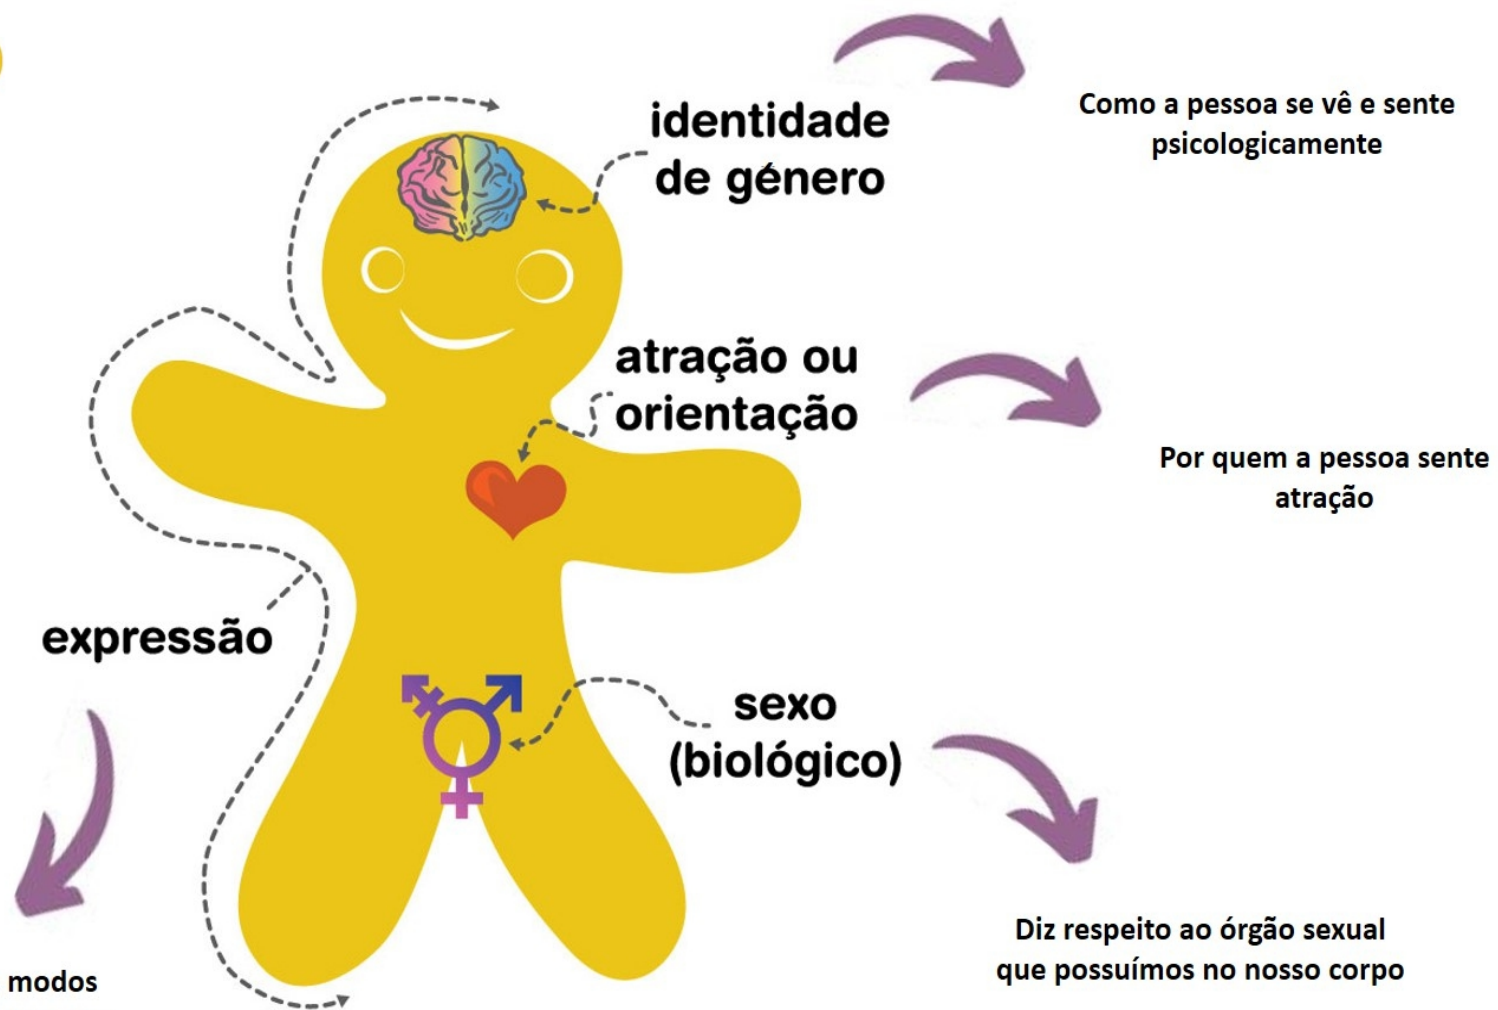 identidade
de género
Como a pessoa se vê e sente
psicologicamente
atração ou
orientação
Por quem a pessoa sente
atração
expressão
modos
sexo
(biológico)
Diz respeito ao órgão sexual
que possuímos no nosso corpo